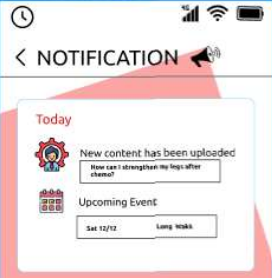 NOTIFICATION
Today
New content has been uploaded
How can I strengthen my legs after
chemo?
Upcoming Event
Sat 12/12 Long Walk